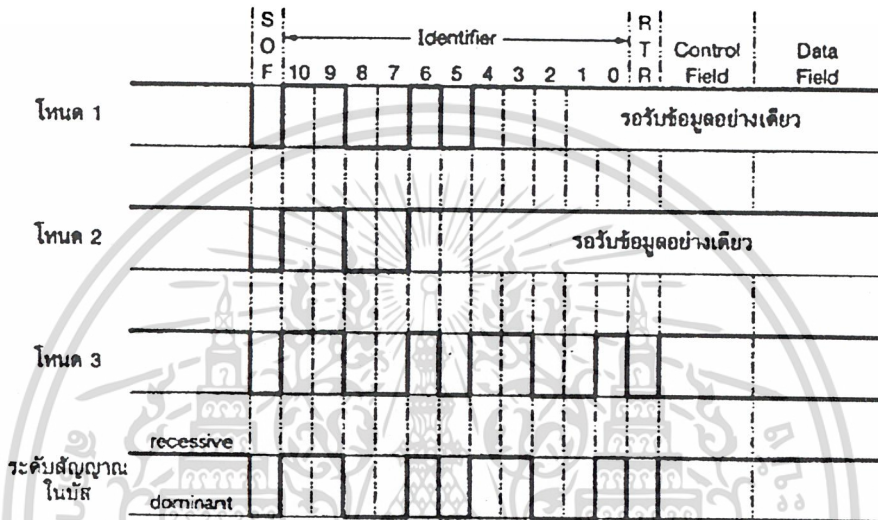 S
O
F
Identifier
R
T
R
Control
Field
Data
Field
10 9 8 7 6 5 4 3 2 1 0
โหนด 1
รอรับข้อมูลอย่างเดียว
โหนด 2
รอรับข้อมูลอย่างเดียว
โหนด 3
recessive
ระดับสัญญาณ
ในบัส
dominant